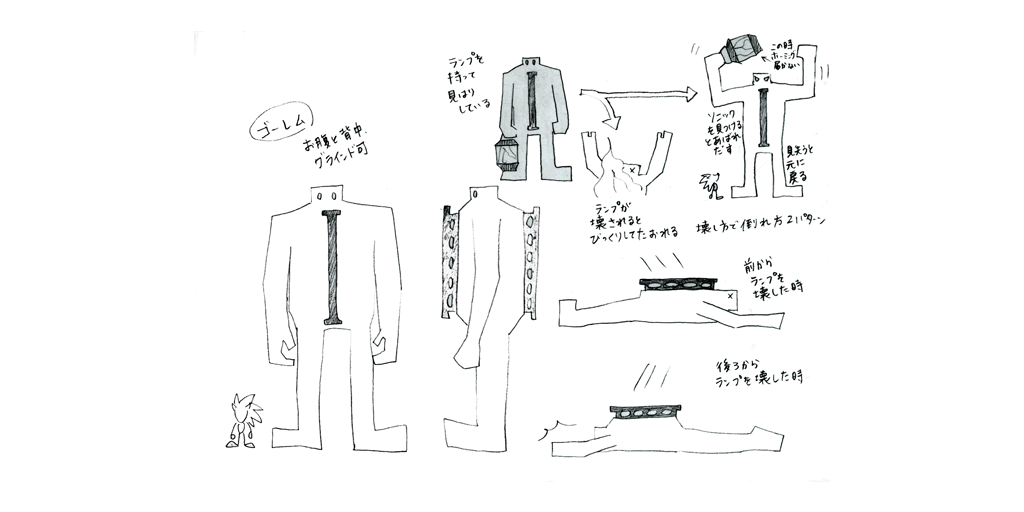 ゴーレム
お腹と背中、
グラインド可
ランプを
持って
見はり
している
この時
ホーミング
届かない
ソニック
を見つける
とあばれ
だす
見失うと
元に
戻る
ランプが
壊されると
びっくりしてたおれる
壊し方で倒れ方2パターン
前から
ランプを
壊した時
後ろから
ランプを壊した時